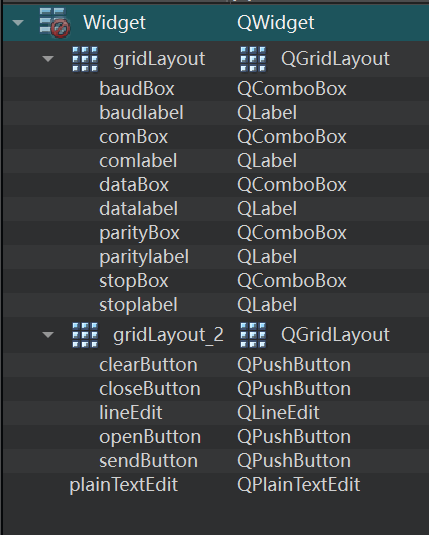 Widget QWidget
gridLayout QGridLayout
baudBox QComboBox
baudlabel QLabel
comBox QComboBox
comlabel QLabel
dataBox QComboBox
datalabel QLabel
parityBox QComboBox
paritylabel QLabel
stopBox QComboBox
stoplabel QLabel
gridLayout_2 QGridLayout
clearButton QPushButton
closeButton QPushButton
lineEdit QLineEdit
openButton QPushButton
sendButton QPushButton
plainTextEdit QPlainTextEdit